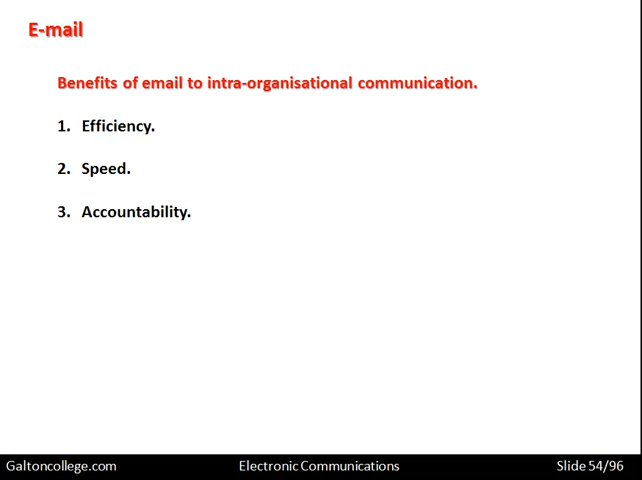 E-mail
Benefits of email to intra-organisational communication.
1. Efficiency.
2. Speed.
3. Accountability.
Galtoncollege.com Electronic Communications Slide 54/96